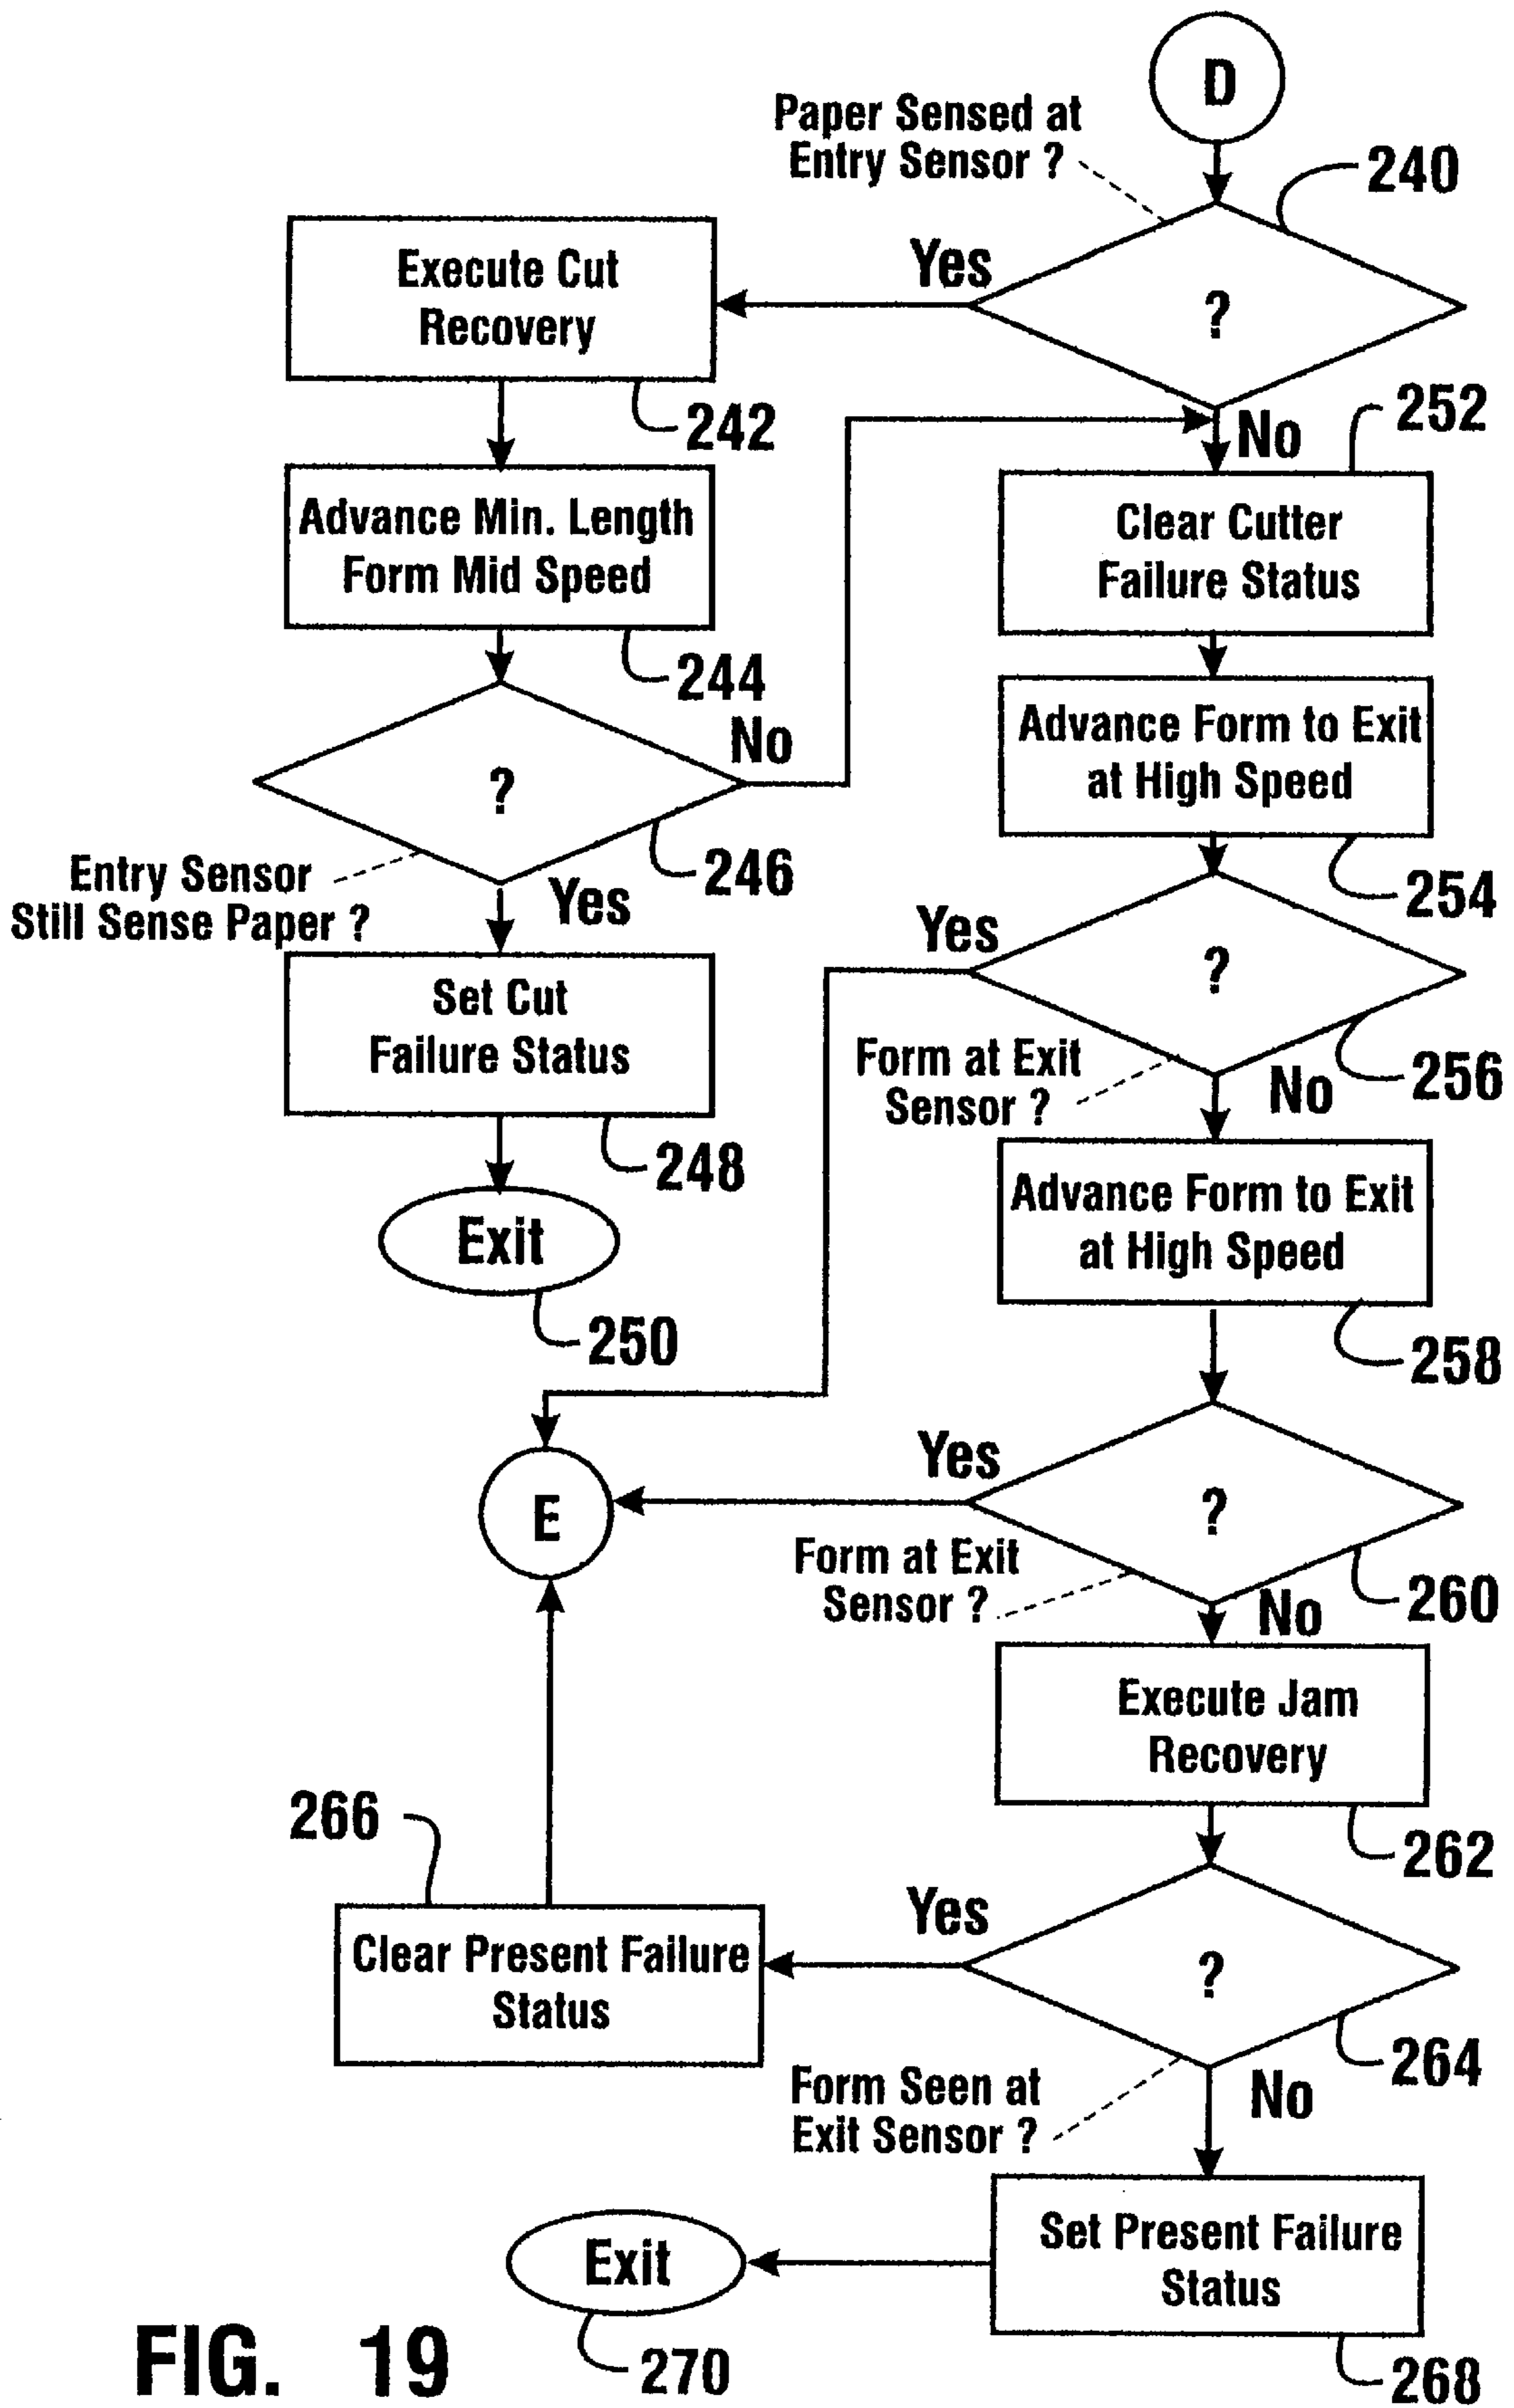 D
Paper Sensed at
Entry Sensor ?
240
?
Yes
Execute Cut
Recovery
242
No
252
Advance Min. Length
Form Mid Speed
244
Clear Cutter
Failure Status
?
No
246
Entry Sensor
Still Sense Paper ?
Yes
Advance Form to Exit
at High Speed
254
Set Cut
Failure Status
248
Exit
250
?
Yes
Form at Exit
Sensor ?
256
No
Advance Form to Exit
at High Speed
258
E
?
Yes
Form at Exit
Sensor ?
260
No
Execute Jam
Recovery
262
266
Clear Present Failure
Status
Yes
?
264
Form Seen at
Exit Sensor ?
No
Set Present Failure
Status
268
Exit
270
FIG. 19